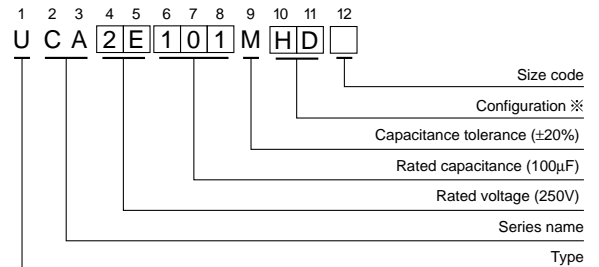 1 2 3 4 5 6 7 8 9 10 11 12
U C A 2 E 1 0 1 M H D
Size code
Configuration ※
Capacitance tolerance (±20%)
Rated capacitance (100µF)
Rated voltage (250V)
Series name
Type